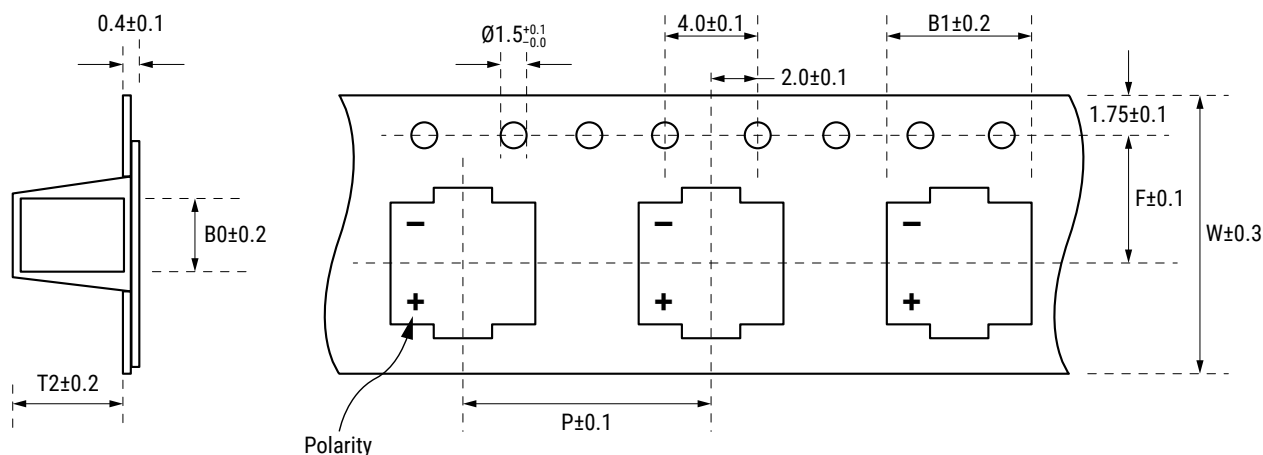 0.4±0.1
Ø1.5+0.1−0.0
4.0±0.1
B1±0.2
2.0±0.1
1.75±0.1
F±0.1
W±0.3
B0±0.2
− − −
+ + +
T2±0.2
P±0.1
Polarity